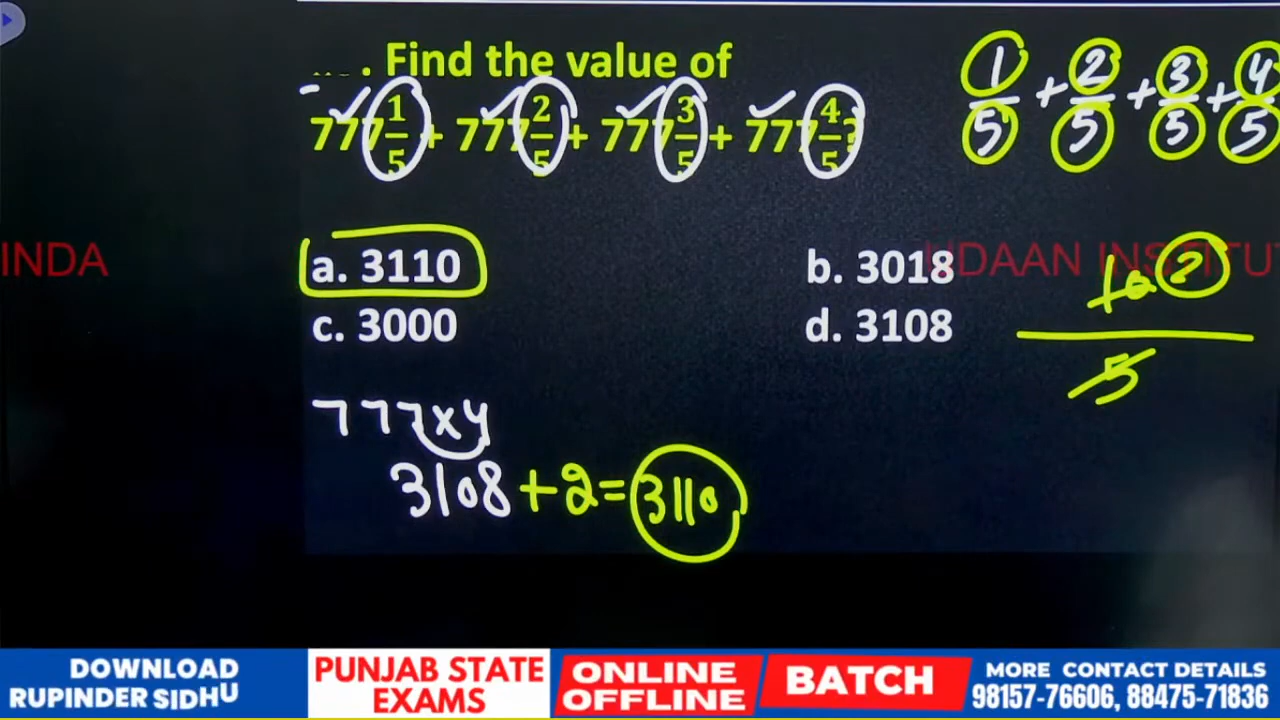 . Find the value of
777 1/5 + 777 2/5 + 777 3/5 + 777 4/5 ?
1/5 + 2/5 + 3/5 + 4/5
a. 3110
b. 3018
c. 3000
d. 3108
INDA
UDAAN INSTITUT
10 2
5
777x4
3108+2=3110
DOWNLOAD
RUPINDER SIDHU
PUNJAB STATE
EXAMS
ONLINE
OFFLINE
BATCH
MORE CONTACT DETAILS
98157-76606, 88475-71836